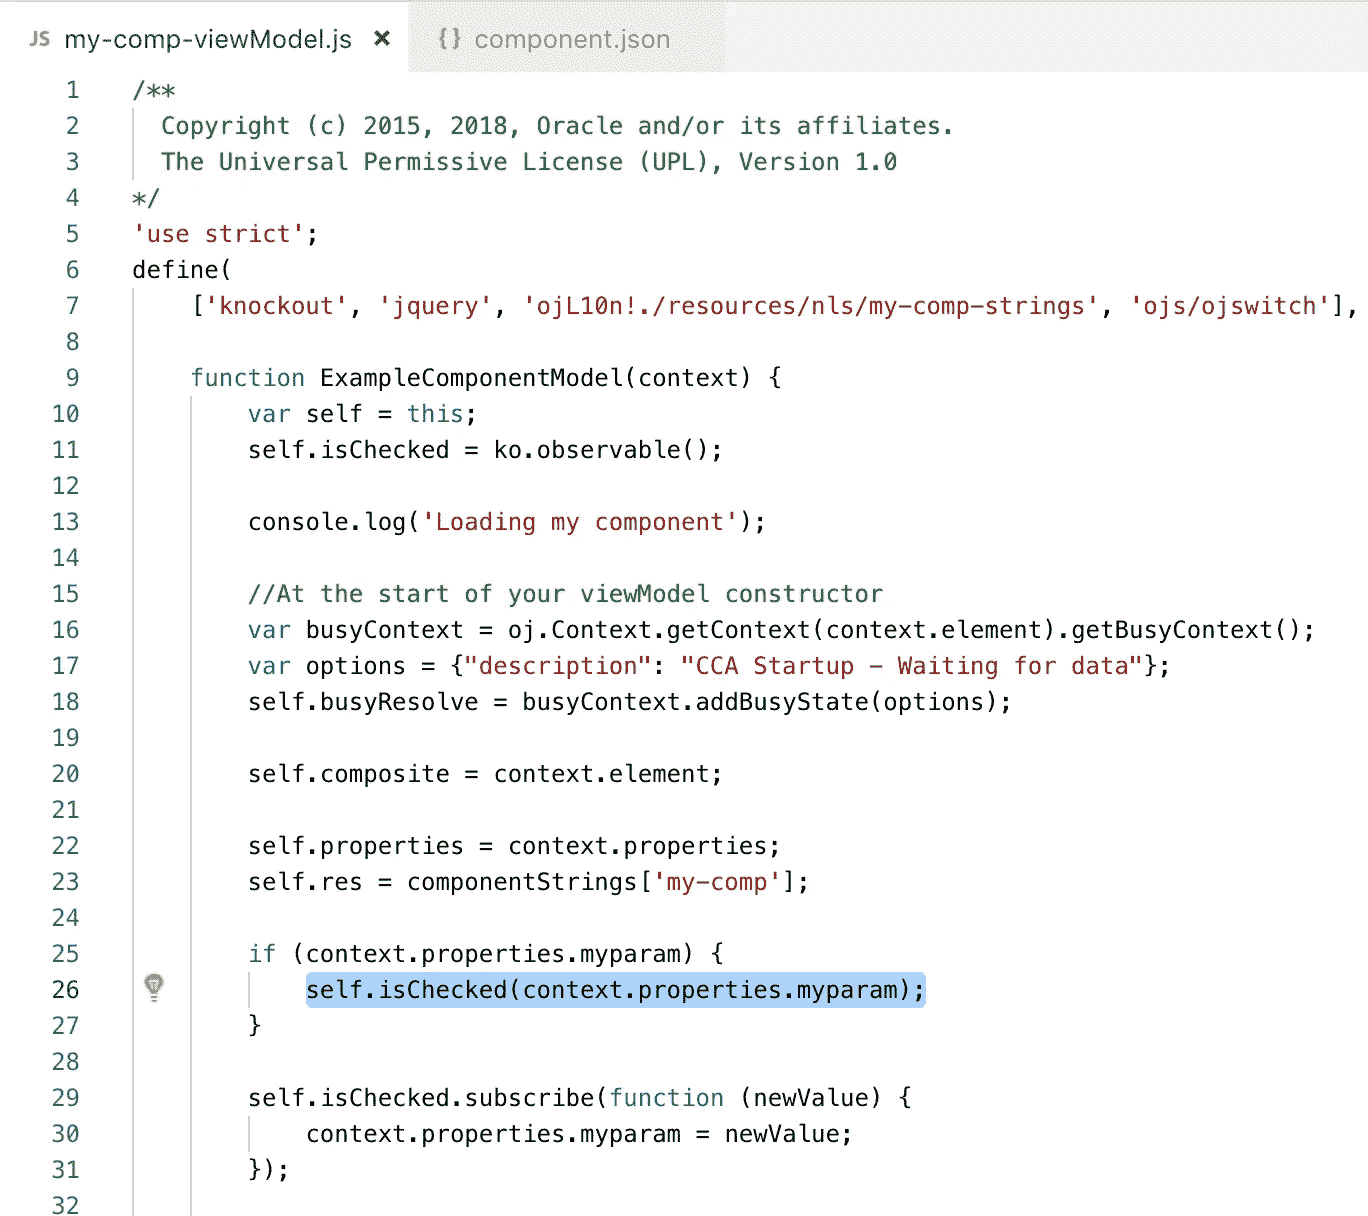 JS my-comp-viewModel.js × {} component.json
1 /**
2 Copyright (c) 2015, 2018, Oracle and/or its affiliates.
3 The Universal Permissive License (UPL), Version 1.0
4 */
5 'use strict';
6 define(
7 ['knockout', 'jquery', 'ojL10n!./resources/nls/my-comp-strings', 'ojs/ojswitch'],
8
9 function ExampleComponentModel(context) {
10 var self = this;
11 self.isChecked = ko.observable();
12
13 console.log('Loading my component');
14
15 //At the start of your viewModel constructor
16 var busyContext = oj.Context.getContext(context.element).getBusyContext();
17 var options = {"description": "CCA Startup - Waiting for data"};
18 self.busyResolve = busyContext.addBusyState(options);
19
20 self.composite = context.element;
21
22 self.properties = context.properties;
23 self.res = componentStrings['my-comp'];
24
25 if (context.properties.myparam) {
26 self.isChecked(context.properties.myparam);
27 }
28
29 self.isChecked.subscribe(function (newValue) {
30 context.properties.myparam = newValue;
31 });
32